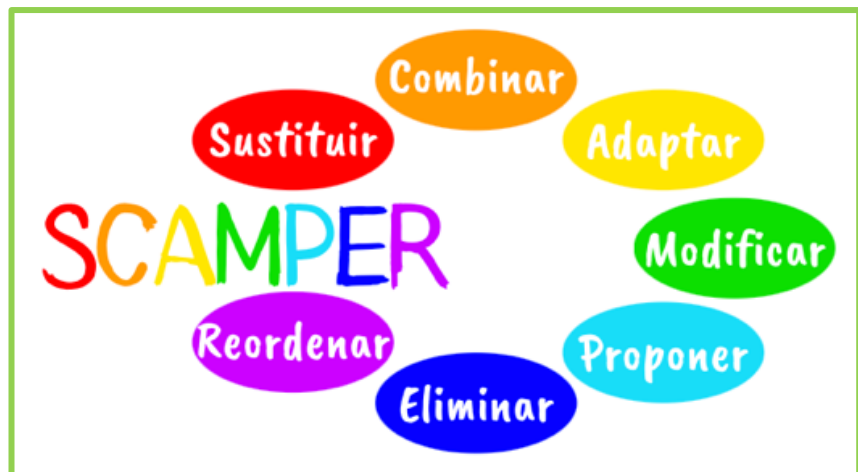 SCAMPER
Sustituir
Combinar
Adaptar
Modificar
Proponer
Eliminar
Reordenar